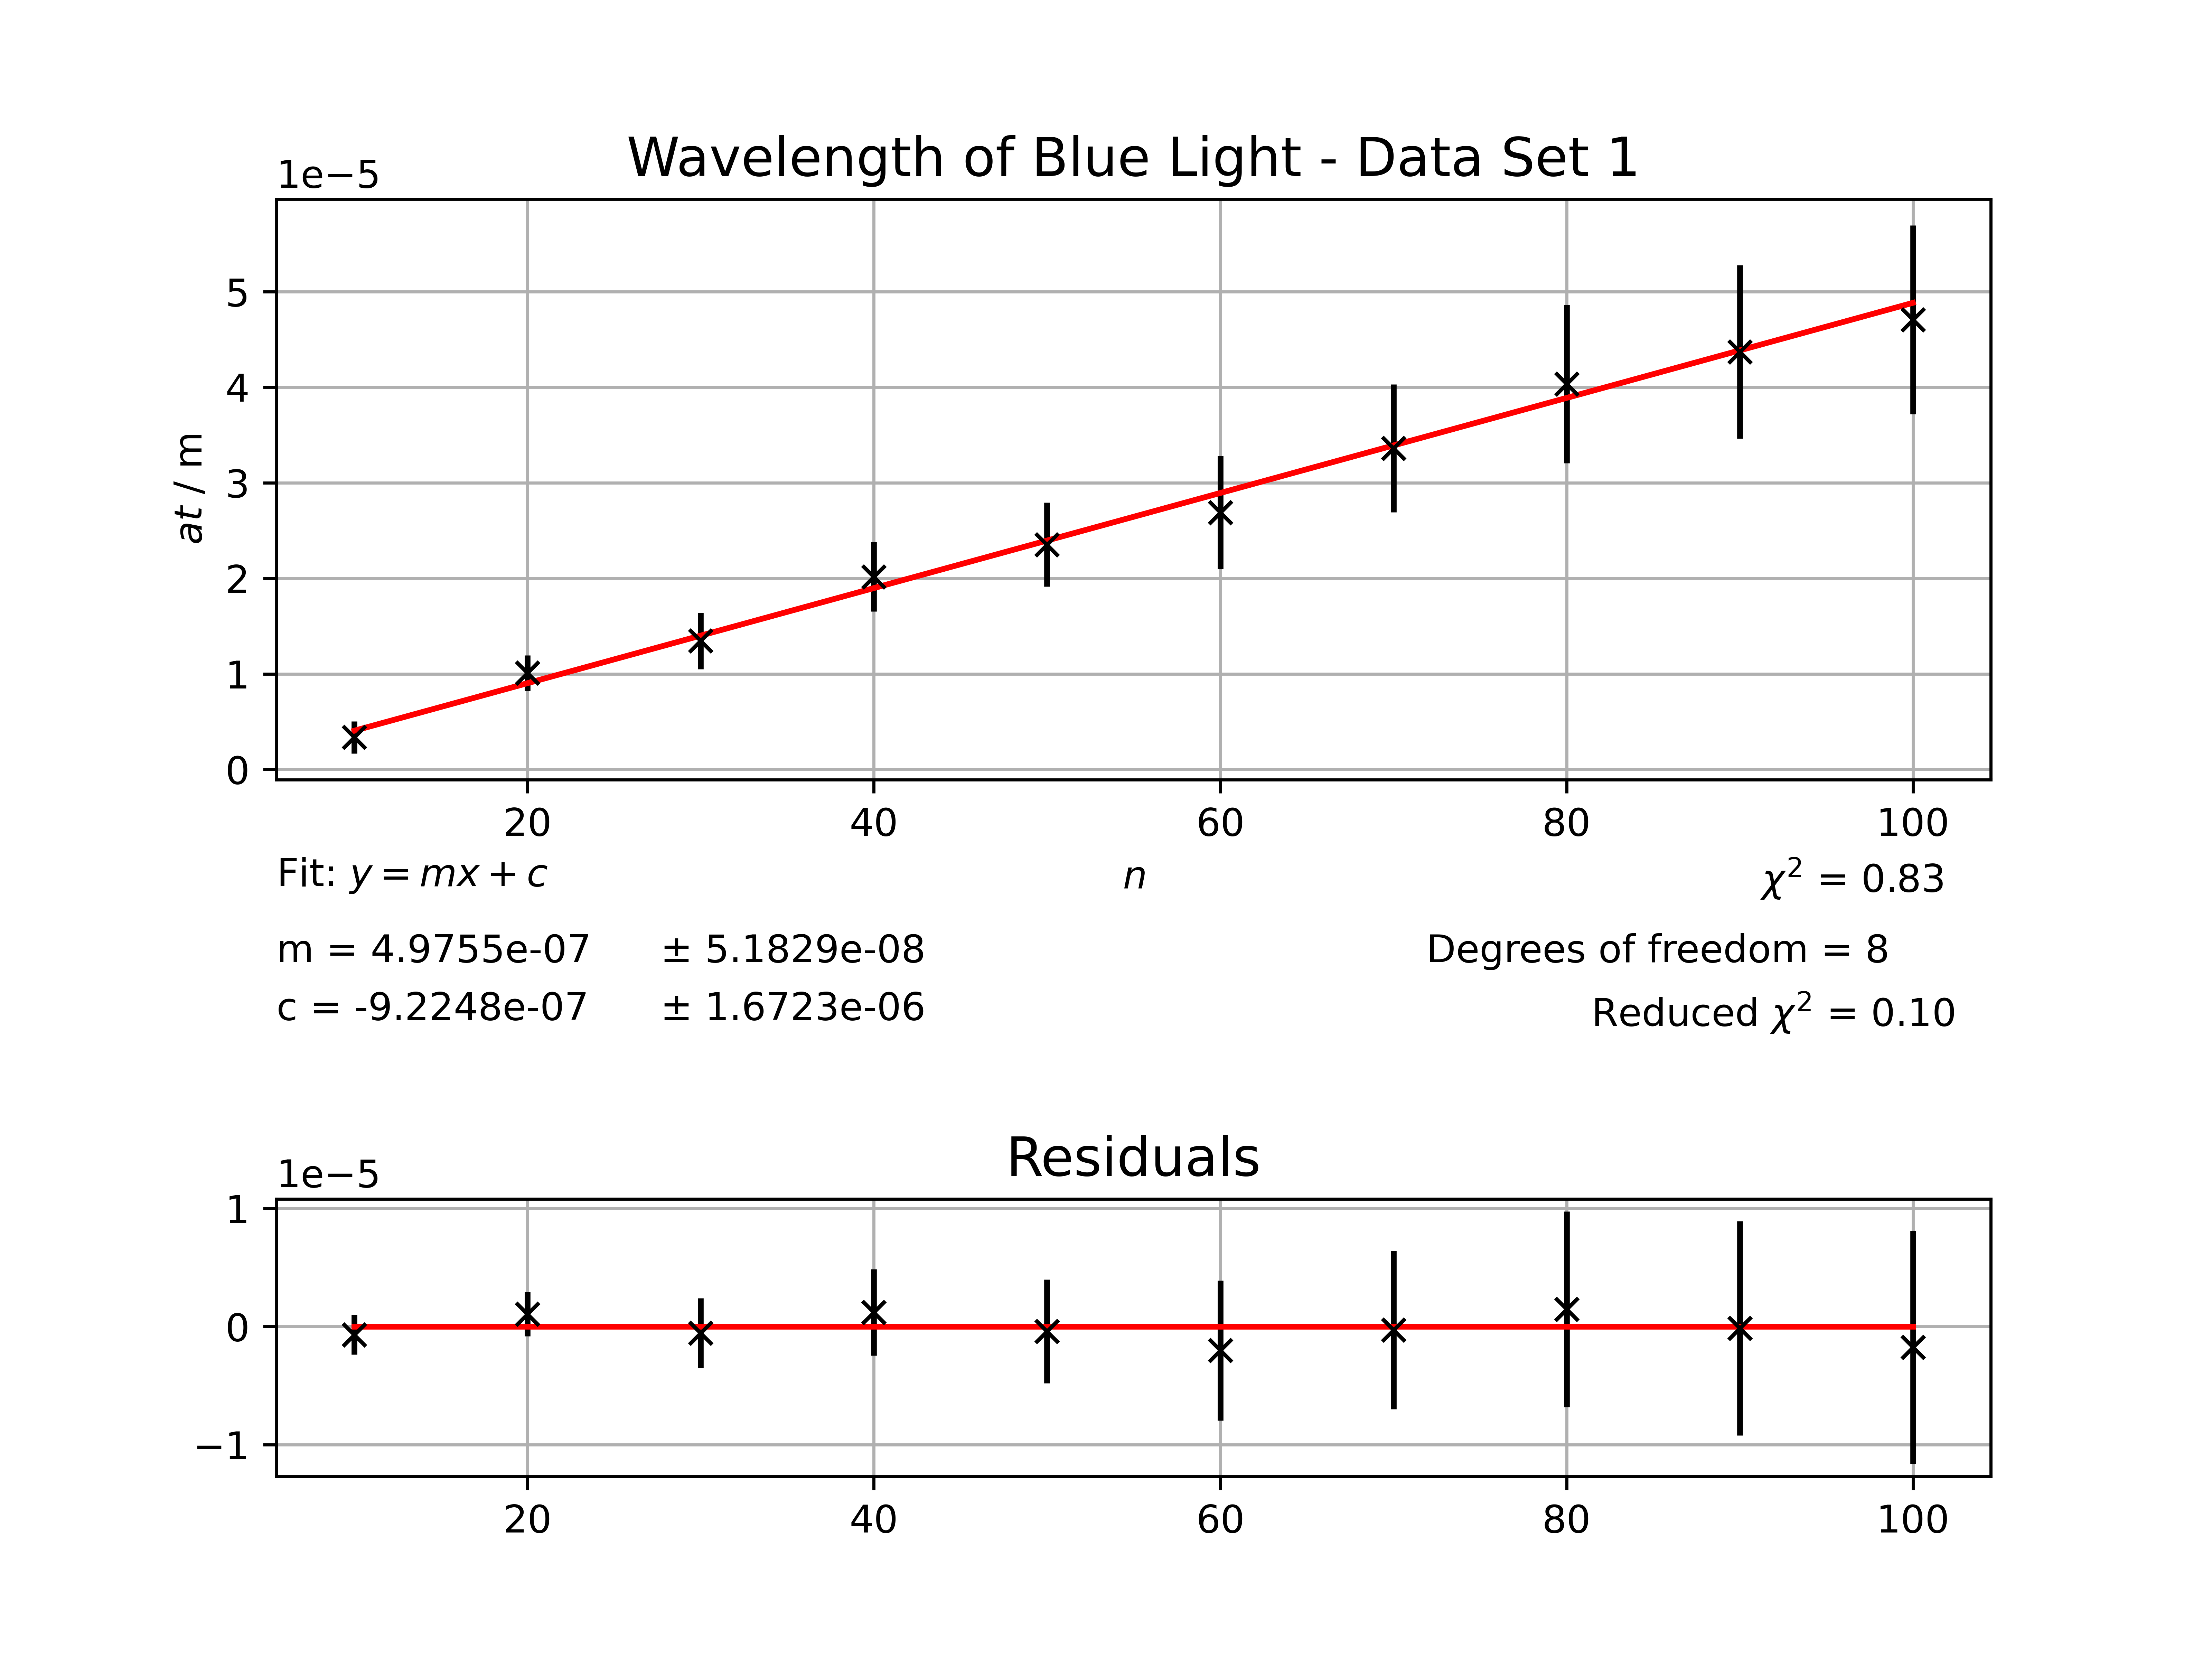 Wavelength of Blue Light - Data Set 1
1e−5
5
4
3
2
1
0
at / m
20 40 60 80 100
n
Fit: y = mx + c
χ² = 0.83
m = 4.9755e-07 ± 5.1829e-08
Degrees of freedom = 8
c = -9.2248e-07 ± 1.6723e-06
Reduced χ² = 0.10
Residuals
1e−5
1
0
−1
20 40 60 80 100